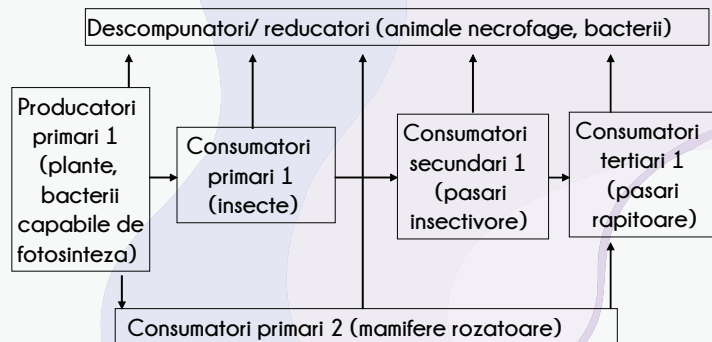 Descompunatori/ reducatori (animale necrofage, bacterii)
Producatori
primari 1
(plante,
bacterii
capabile de
fotosinteza)
Consumatori
primari 1
(insecte)
Consumatori
secundari 1
(pasari
insectivore)
Consumatori
tertiari 1
(pasari
rapitoare)
Consumatori primari 2 (mamifere rozatoare)